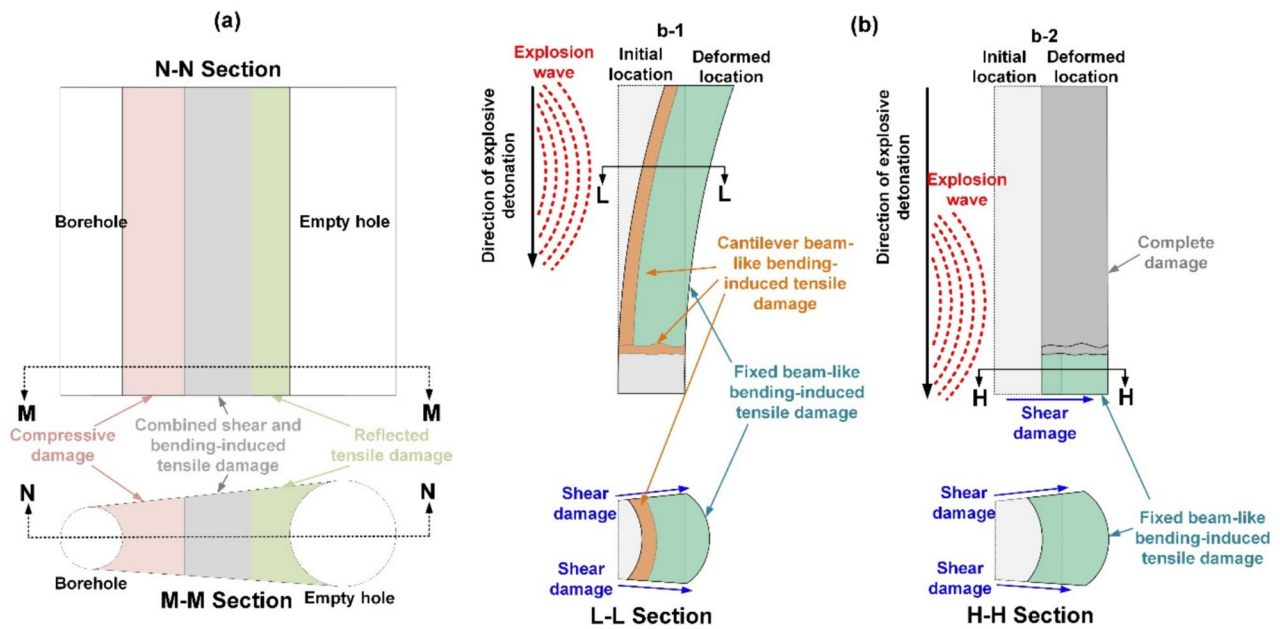 (a)
N-N Section
Borehole
Empty hole
M
M
Compressive
damage
Combined shear and
bending-induced
tensile damage
Reflected
tensile damage
N
N
Borehole
M-M Section
Empty hole
(b)
b-1
Explosion
wave
Initial
location
Deformed
location
Direction of explosive
detonation
L
L
Cantilever beam-
like bending-
induced tensile
damage
Fixed beam-like
bending-induced
tensile damage
Shear
damage
Shear
damage
L-L Section
b-2
Initial
location
Deformed
location
Direction of explosive
detonation
Explosion
wave
Complete
damage
H
H
Shear
damage
Shear
damage
Fixed beam-like
bending-induced
tensile damage
Shear
damage
H-H Section